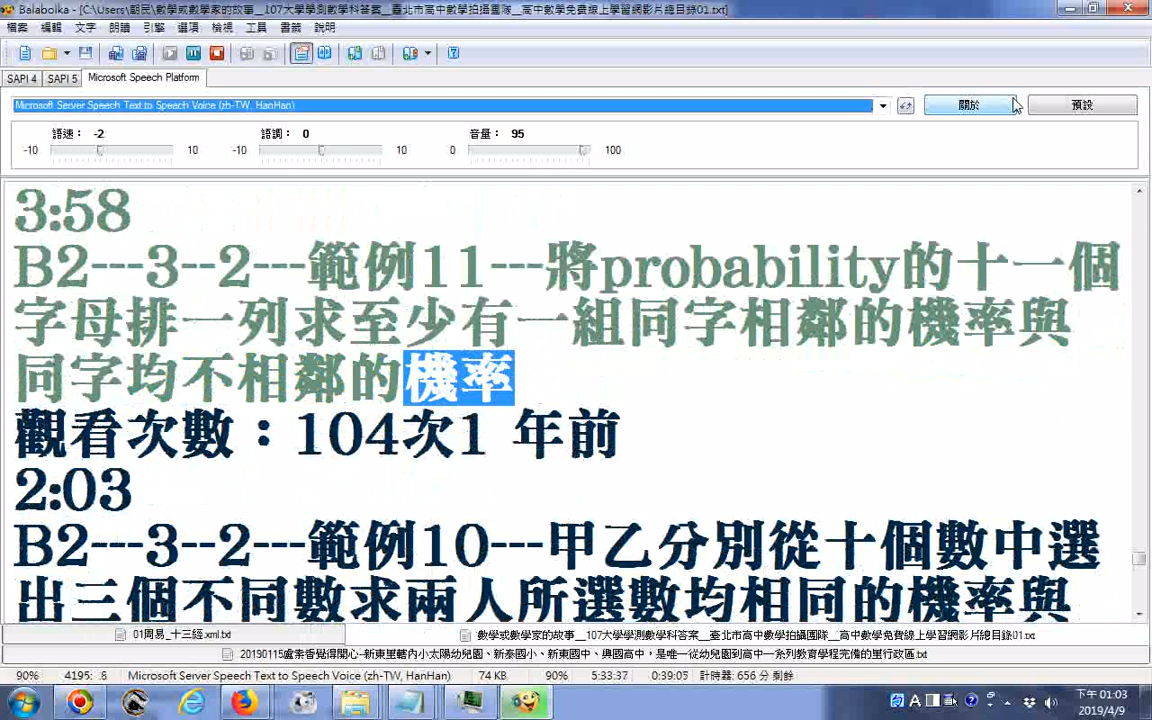 Balabolka - [C:\Users\朝民\數學或數學家的故事__107大學學測數學科答案__臺北市高中數學拍攝團隊__高中數學免費線上學習網影片總目錄01.txt]
檔案 編輯 文字 朗讀 引擎 選項 檢視 工具 書籤 說明
SAPI 4 SAPI 5 Microsoft Speech Platform
Microsoft Server Speech Text to Speech Voice (zh-TW, HanHan) 關於 預設
語速： -2 語調： 0 音量： 95
-10 10 -10 10 0 100
3:58
B2---3--2---範例11---將probability的十一個
字母排一列求至少有一組同字相鄰的機率與
同字均不相鄰的機率
觀看次數：104次1 年前
2:03
B2---3--2---範例10---甲乙分別從十個數中選
出三個不同數求兩人所選數均相同的機率與
01周易_十三經.xml.txt 數學或數學家的故事__107大學學測數學科答案__臺北市高中數學拍攝團隊__高中數學免費線上學習網影片總目錄01.txt
20190115盧素香覺得開心-新東里轄內小太陽幼兒園、新泰國小、新東國中、興國高中，是唯一從幼兒園到高中一系列教育學程完備的里行政區.txt
90% 4195: .8 Microsoft Server Speech Text to Speech Voice (zh-TW, HanHan) 74 KB 90% 5:33:37 0:39:05 計時器: 656 分 剩餘
下午 01:03
2019/4/9